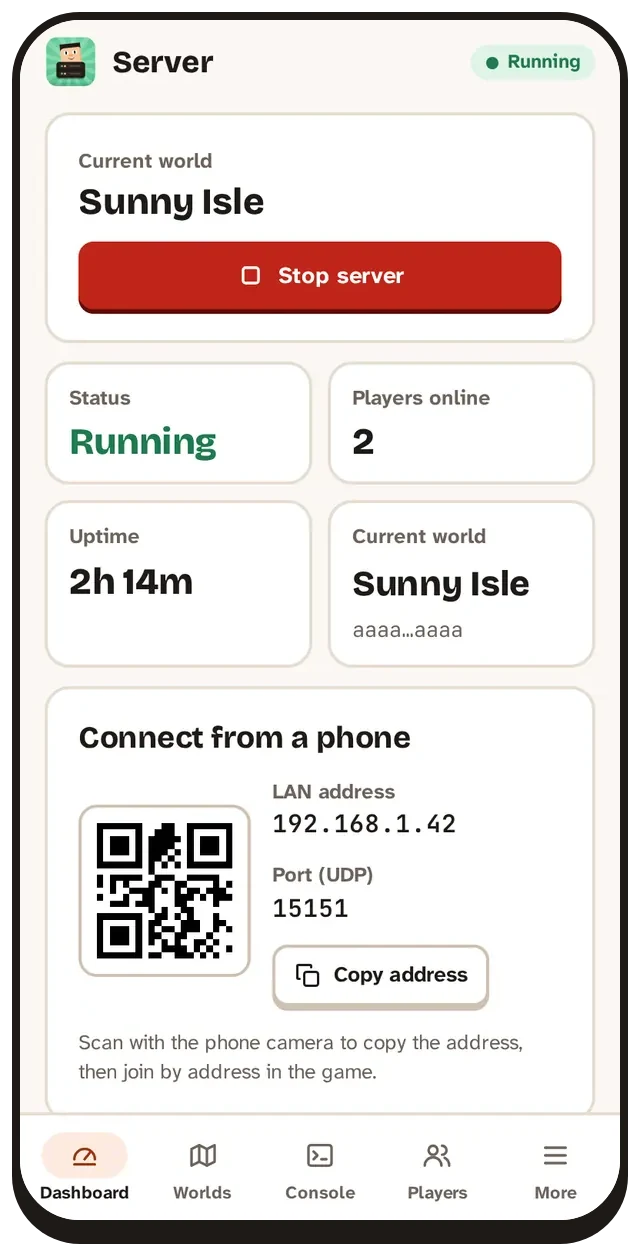 Server
Running
Current world
Sunny Isle
Stop server
Status
Running
Players online
2
Uptime
2h 14m
Current world
Sunny Isle
aaaa…aaaa
Connect from a phone
LAN address
192.168.1.42
Port (UDP)
15151
Copy address
Scan with the phone camera to copy the address,
then join by address in the game.
Dashboard
Worlds
Console
Players
More